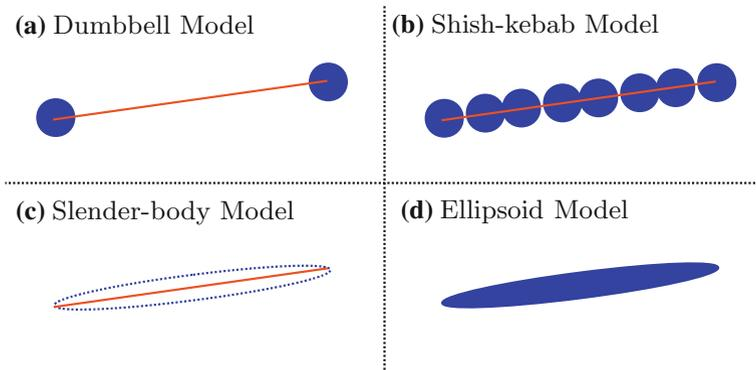 (a) Dumbbell Model
(b) Shish-kebab Model
(c) Slender-body Model
(d) Ellipsoid Model